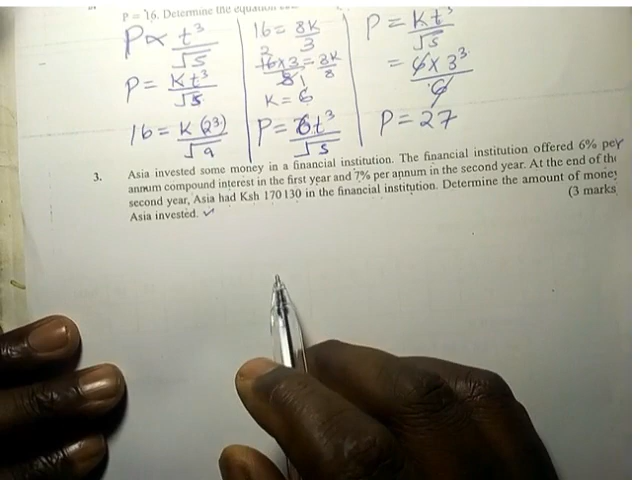 P = 16. Determine the equation
P ∝ t³/√s
P = Kt³/√s
16 = K(2³)/√9
16 = 8K/3
16×3/8 = 8K/8
K = 6
P = 6t³/√s
P = Kt³/√s
= 6 × 3³/6
P = 27
3. Asia invested some money in a financial institution. The financial institution offered 6% per
annum compound interest in the first year and 7% per annum in the second year. At the end of the
second year, Asia had Ksh 170 130 in the financial institution. Determine the amount of money
Asia invested. ✓ (3 marks